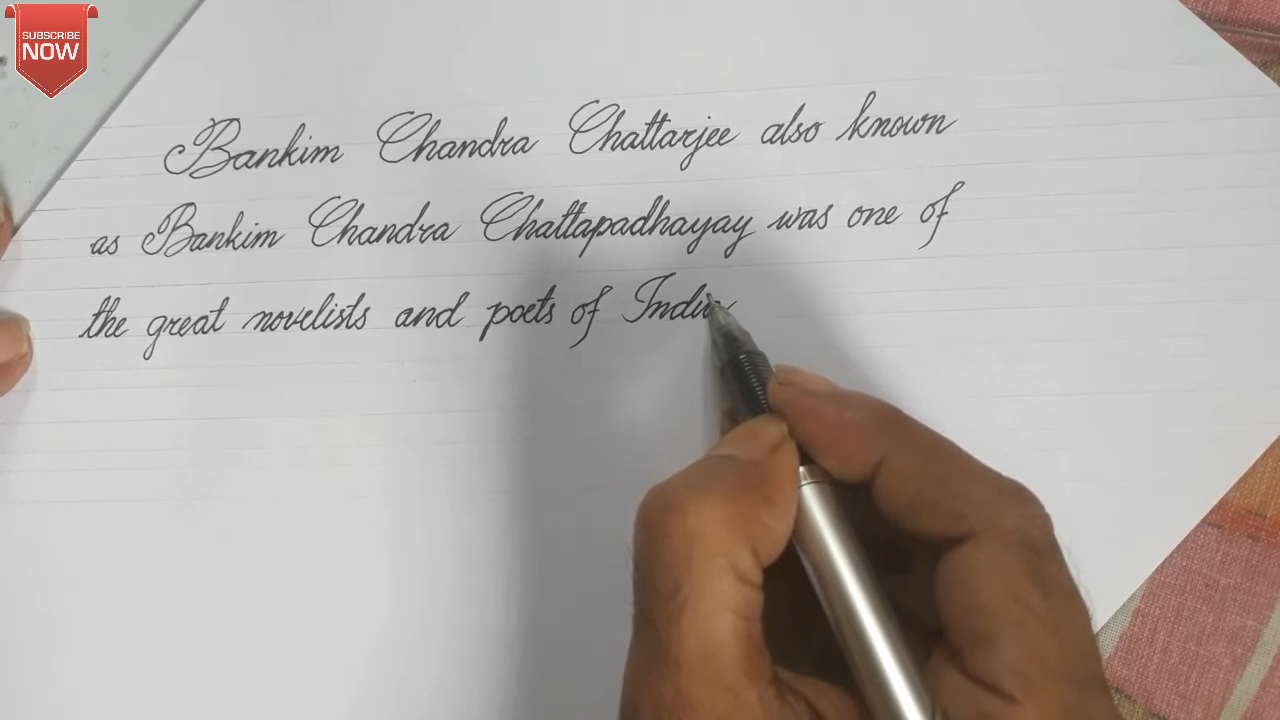 SUBSCRIBE
NOW
Bankim Chandra Chattarjee also known
as Bankim Chandra Chattapadhayay was one of
the great novelists and poets of India